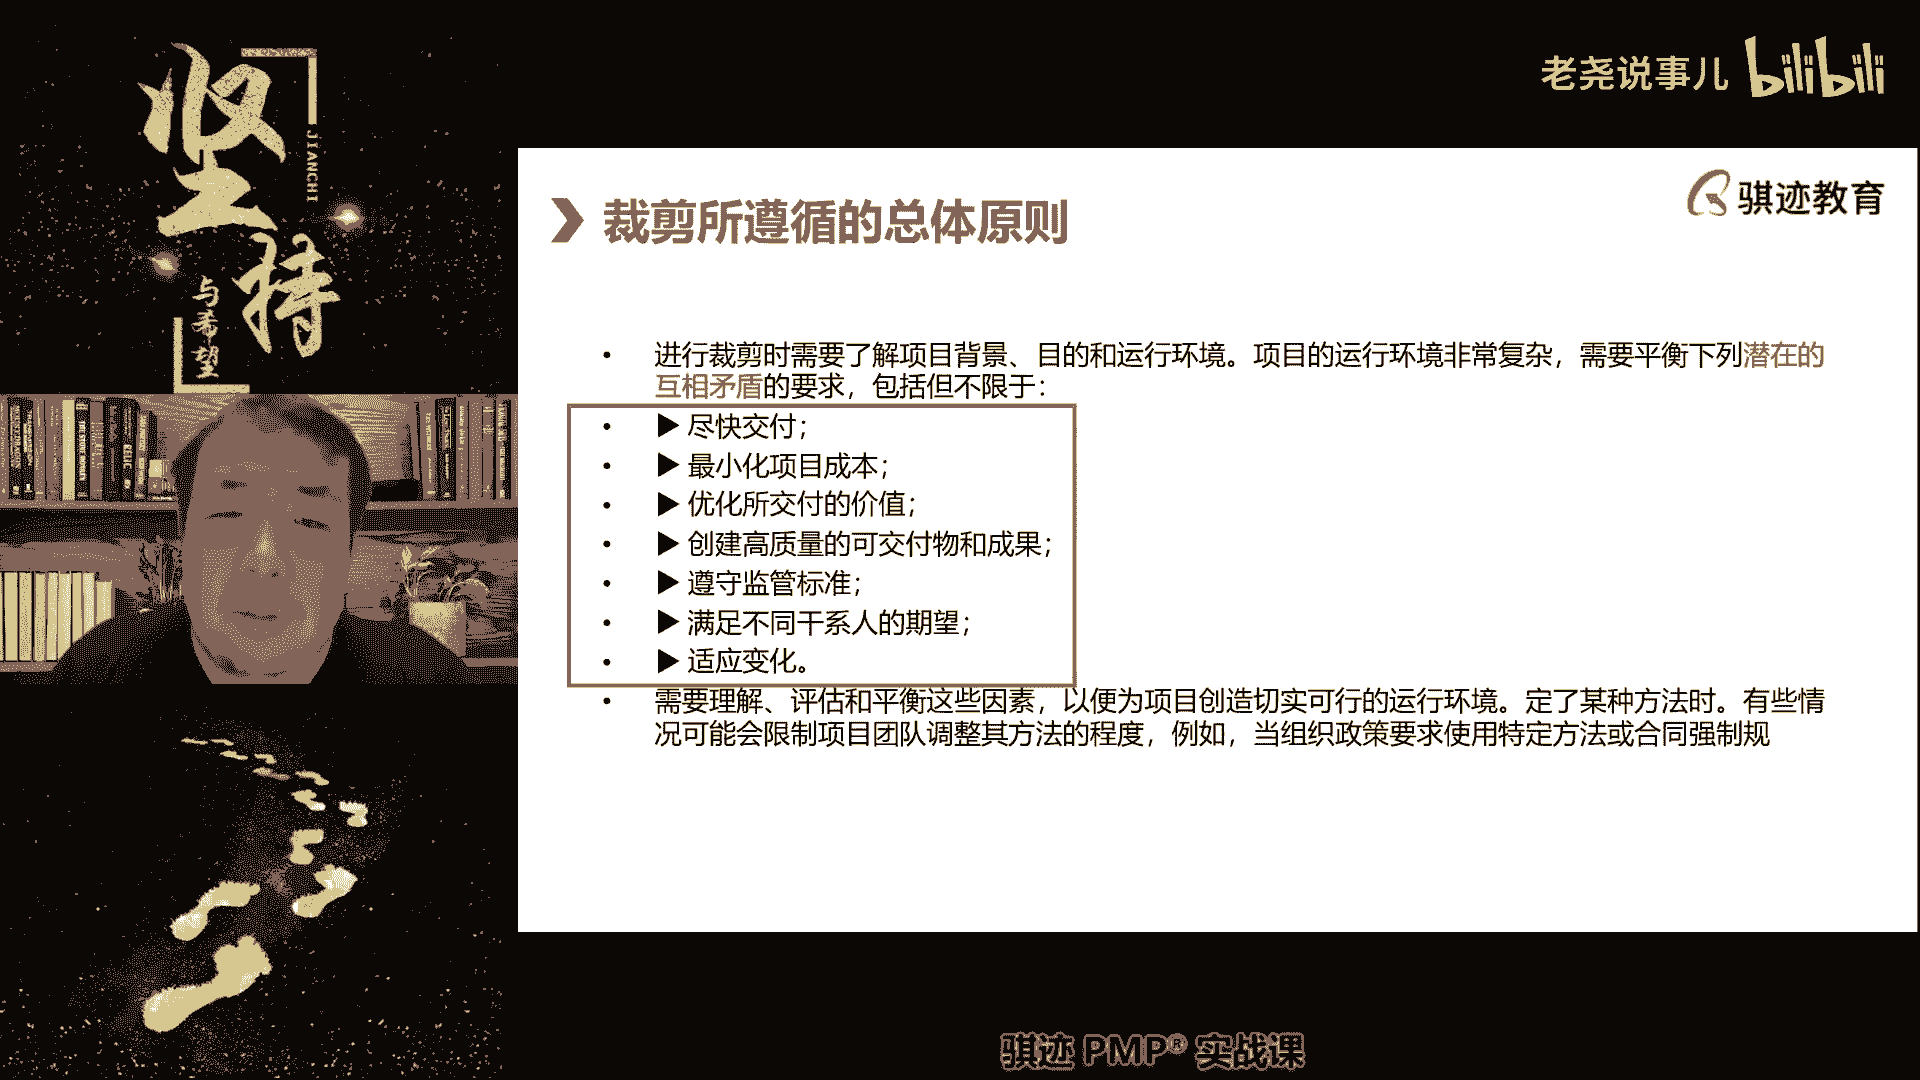 坚持
JIANCHI
与希望
老尧说事儿 bilibili
骐迹教育
裁剪所遵循的总体原则
• 进行裁剪时需要了解项目背景、目的和运行环境。项目的运行环境非常复杂，需要平衡下列潜在的
互相矛盾的要求，包括但不限于：
• ▶ 尽快交付；
• ▶ 最小化项目成本；
• ▶ 优化所交付的价值；
• ▶ 创建高质量的可交付物和成果；
• ▶ 遵守监管标准；
• ▶ 满足不同干系人的期望；
• ▶ 适应变化。
• 需要理解、评估和平衡这些因素，以便为项目创造切实可行的运行环境。定了某种方法时。有些情
况可能会限制项目团队调整其方法的程度，例如，当组织政策要求使用特定方法或合同强制规
骐迹 PMP® 实战课